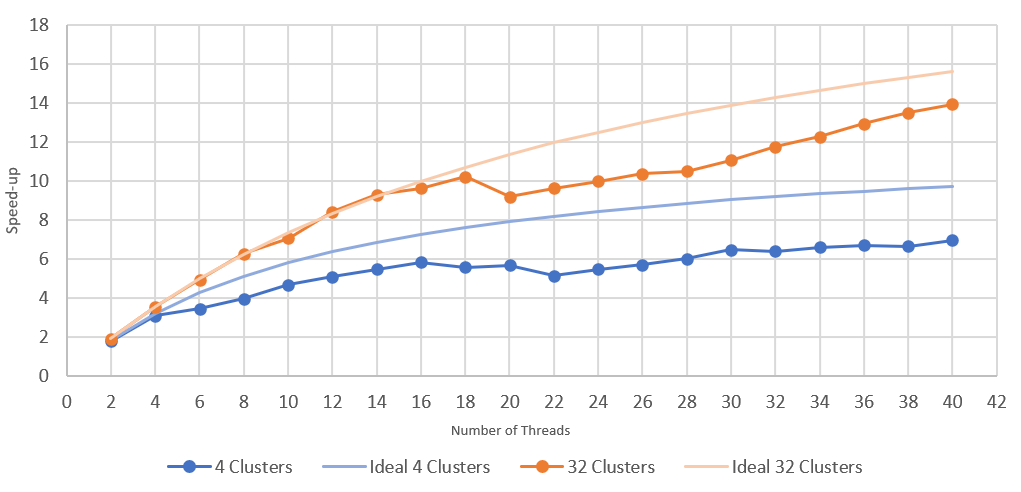 18
16
14
12
10
8
6
4
2
0
Speed-up
0 2 4 6 8 10 12 14 16 18 20 22 24 26 28 30 32 34 36 38 40 42
Number of Threads
4 Clusters Ideal 4 Clusters 32 Clusters Ideal 32 Clusters